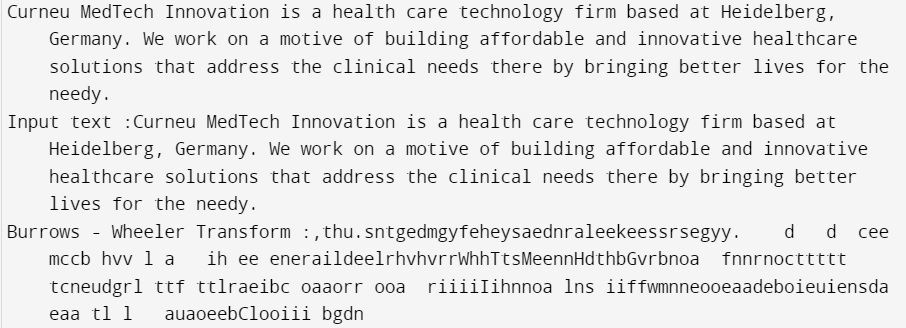 Curneu MedTech Innovation is a health care technology firm based at Heidelberg,
Germany. We work on a motive of building affordable and innovative healthcare
solutions that address the clinical needs there by bringing better lives for the
needy.
Input text :Curneu MedTech Innovation is a health care technology firm based at
Heidelberg, Germany. We work on a motive of building affordable and innovative
healthcare solutions that address the clinical needs there by bringing better
lives for the needy.
Burrows - Wheeler Transform :,thu.sntgedmgyfeheysaednraleekeessrsegyy.    d   d  cee
mccb hvv l a   ih ee eneraildeelrhvhvrrWhhTtsMeennHdthbGvrbnoa  fnnrnocttttt
tcneudgrl ttf ttlraeibc oaaorr ooa  riiiiIihnnoa lns iiffwmnneooeaadeboieuiensda
eaa tl l   auaoeebClooiii bgdn